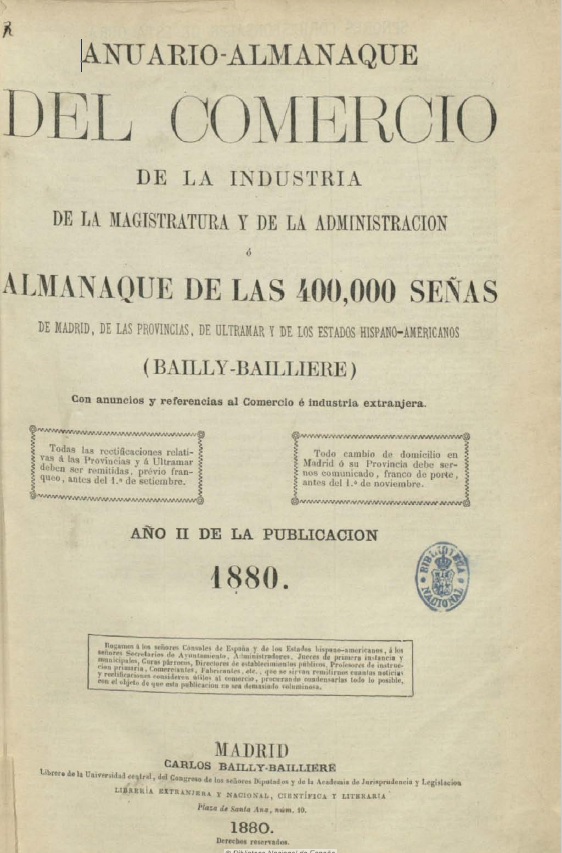 ANUARIO-ALMANAQUE
DEL COMERCIO
DE LA INDUSTRIA
DE LA MAGISTRATURA Y DE LA ADMINISTRACION
ó
ALMANAQUE DE LAS 400,000 SEÑAS
DE MADRID, DE LAS PROVINCIAS, DE ULTRAMAR Y DE LOS ESTADOS HISPANO-AMERICANOS
(BAILLY-BAILLIERE)
Con anuncios y referencias al Comercio é industria extranjera.
Todas las rectificaciones relati-
vas á las Provincias y á Ultramar
deben ser remitidas, prévio fran-
queo, antes del 1.º de setiembre.
Todo cambio de domicilio en
Madrid ó su Provincia debe ser-
nos comunicado, franco de porte,
antes del 1.º de noviembre.
AÑO II DE LA PUBLICACION
1880.
BIBLIOTECA
NACIONAL
Rogamos á los señores Consules de España y de los Estados hispano-americanos, á los
señores Secretarios de Ayuntamiento, Administradores, Jueces de primera instancia y
municipales, Curas párrocos, Directores de establecimientos públicos, Profesores de instruc-
cion primaria, Comerciantes, Fabricantes, etc., que se sirvan remitirnos cuantas noticias
y rectificaciones consideren útiles al comercio, procurando condensarlas todo lo posible,
con el objeto de que esta publicacion no sea demasiado voluminosa.
MADRID
CARLOS BAILLY-BAILLIERE
Librero de la Universidad central, del Congreso de los señores Diputados y de la Academia de Jurisprudencia y Legislacion
LIBRERÍA EXTRANJERA Y NACIONAL, CIENTÍFICA Y LITERARIA
Plaza de Santa Ana, núm. 10.
1880.
Derechos reservados.
© Biblioteca Nacional de España